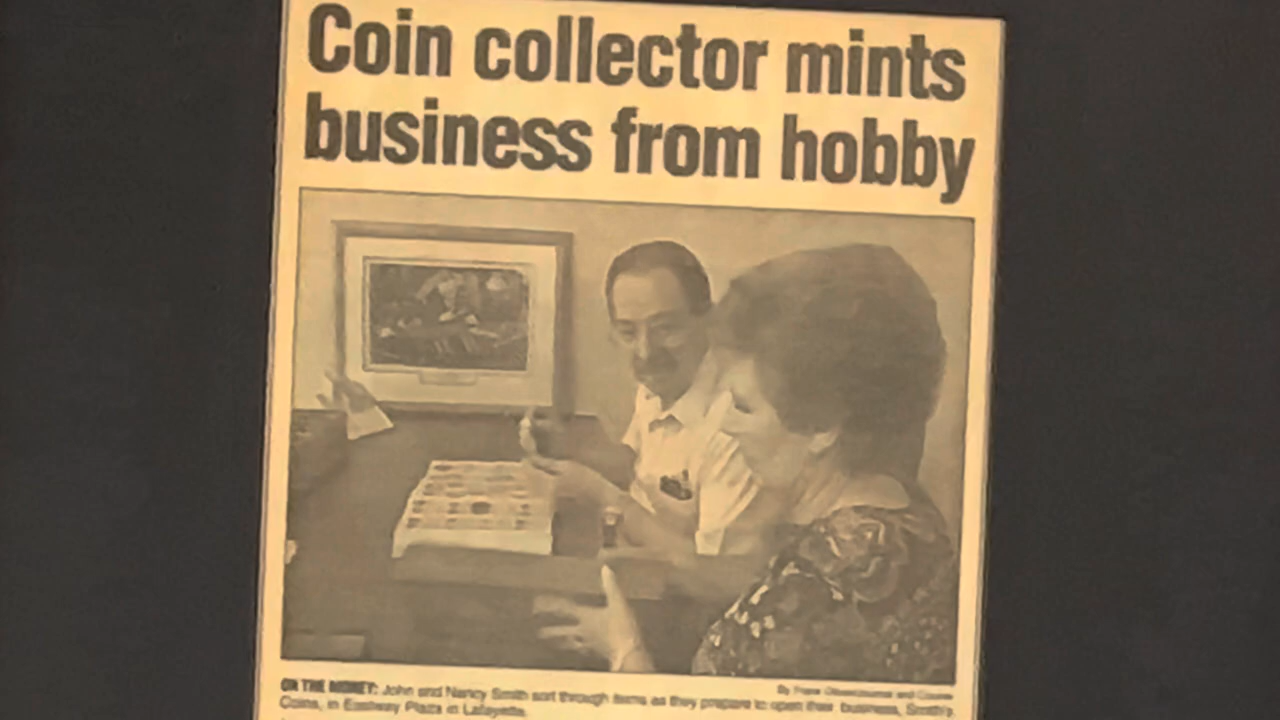 Coin collector mints
business from hobby
ON THE MONEY: John and Nancy Smith sort through items as they prepare to open their business, Smith's
Coins, in Eastway Plaza in Lafayette.